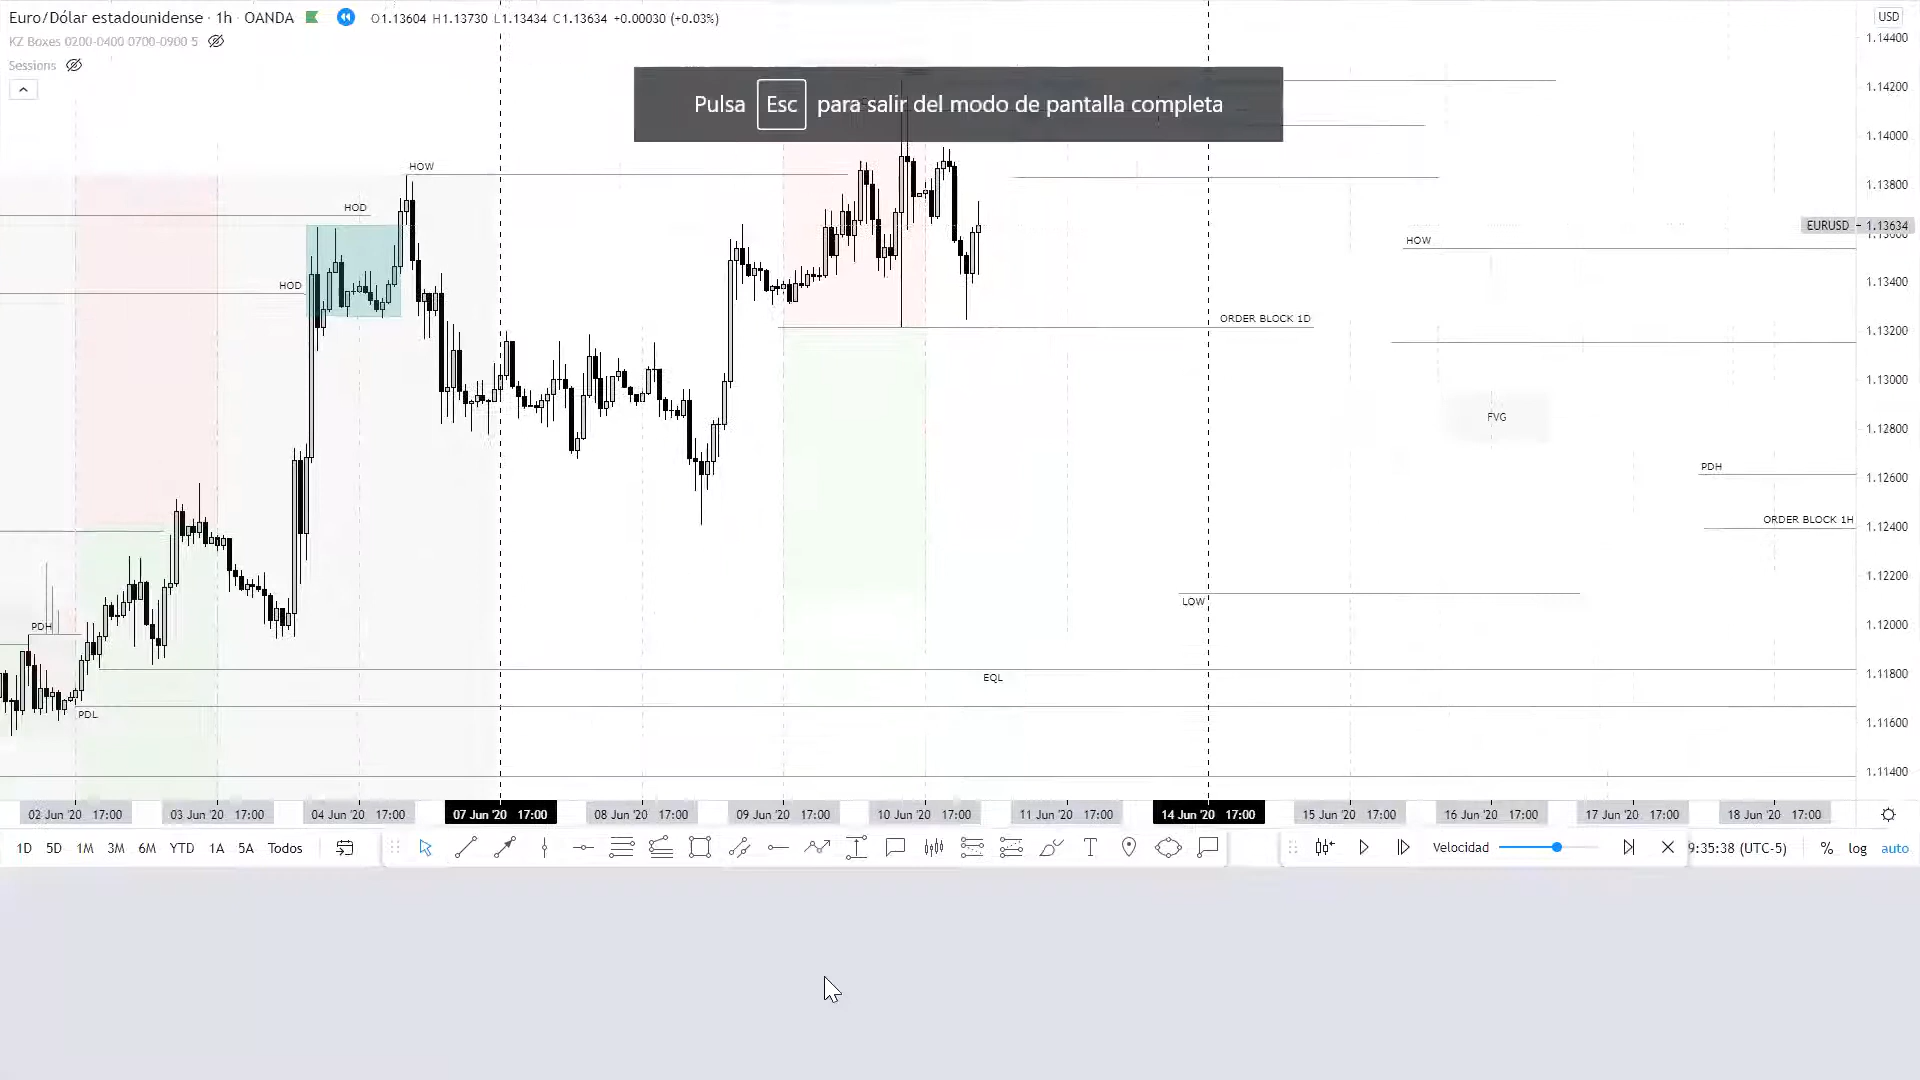 Euro/Dólar estadounidense · 1h · OANDA O1.13604 H1.13730 L1.13434 C1.13634 +0.00030 (+0.03%)
KZ Boxes 0200-0400 0700-0900 5
Sessions
USD
1.14400
1.14200
Pulsa Esc para salir del modo de pantalla completa
1.14000
HOW
1.13800
HOD
EURUSD 1.13634
HOW
HOD
1.13400
ORDER BLOCK 1D
1.13200
1.13000
FVG
1.12800
PDH
1.12600
ORDER BLOCK 1H
1.12400
1.12200
LOW
PDH
1.12000
EQL
1.11800
PDL
1.11600
1.11400
02 Jun '20 17:00 03 Jun '20 17:00 04 Jun '20 17:00 07 Jun '20 17:00 08 Jun '20 17:00 09 Jun '20 17:00 10 Jun '20 17:00 11 Jun '20 17:00 14 Jun '20 17:00 15 Jun '20 17:00 16 Jun '20 17:00 17 Jun '20 17:00 18 Jun '20 17:00
1D 5D 1M 3M 6M YTD 1A 5A Todos Velocidad 9:35:38 (UTC-5) % log auto